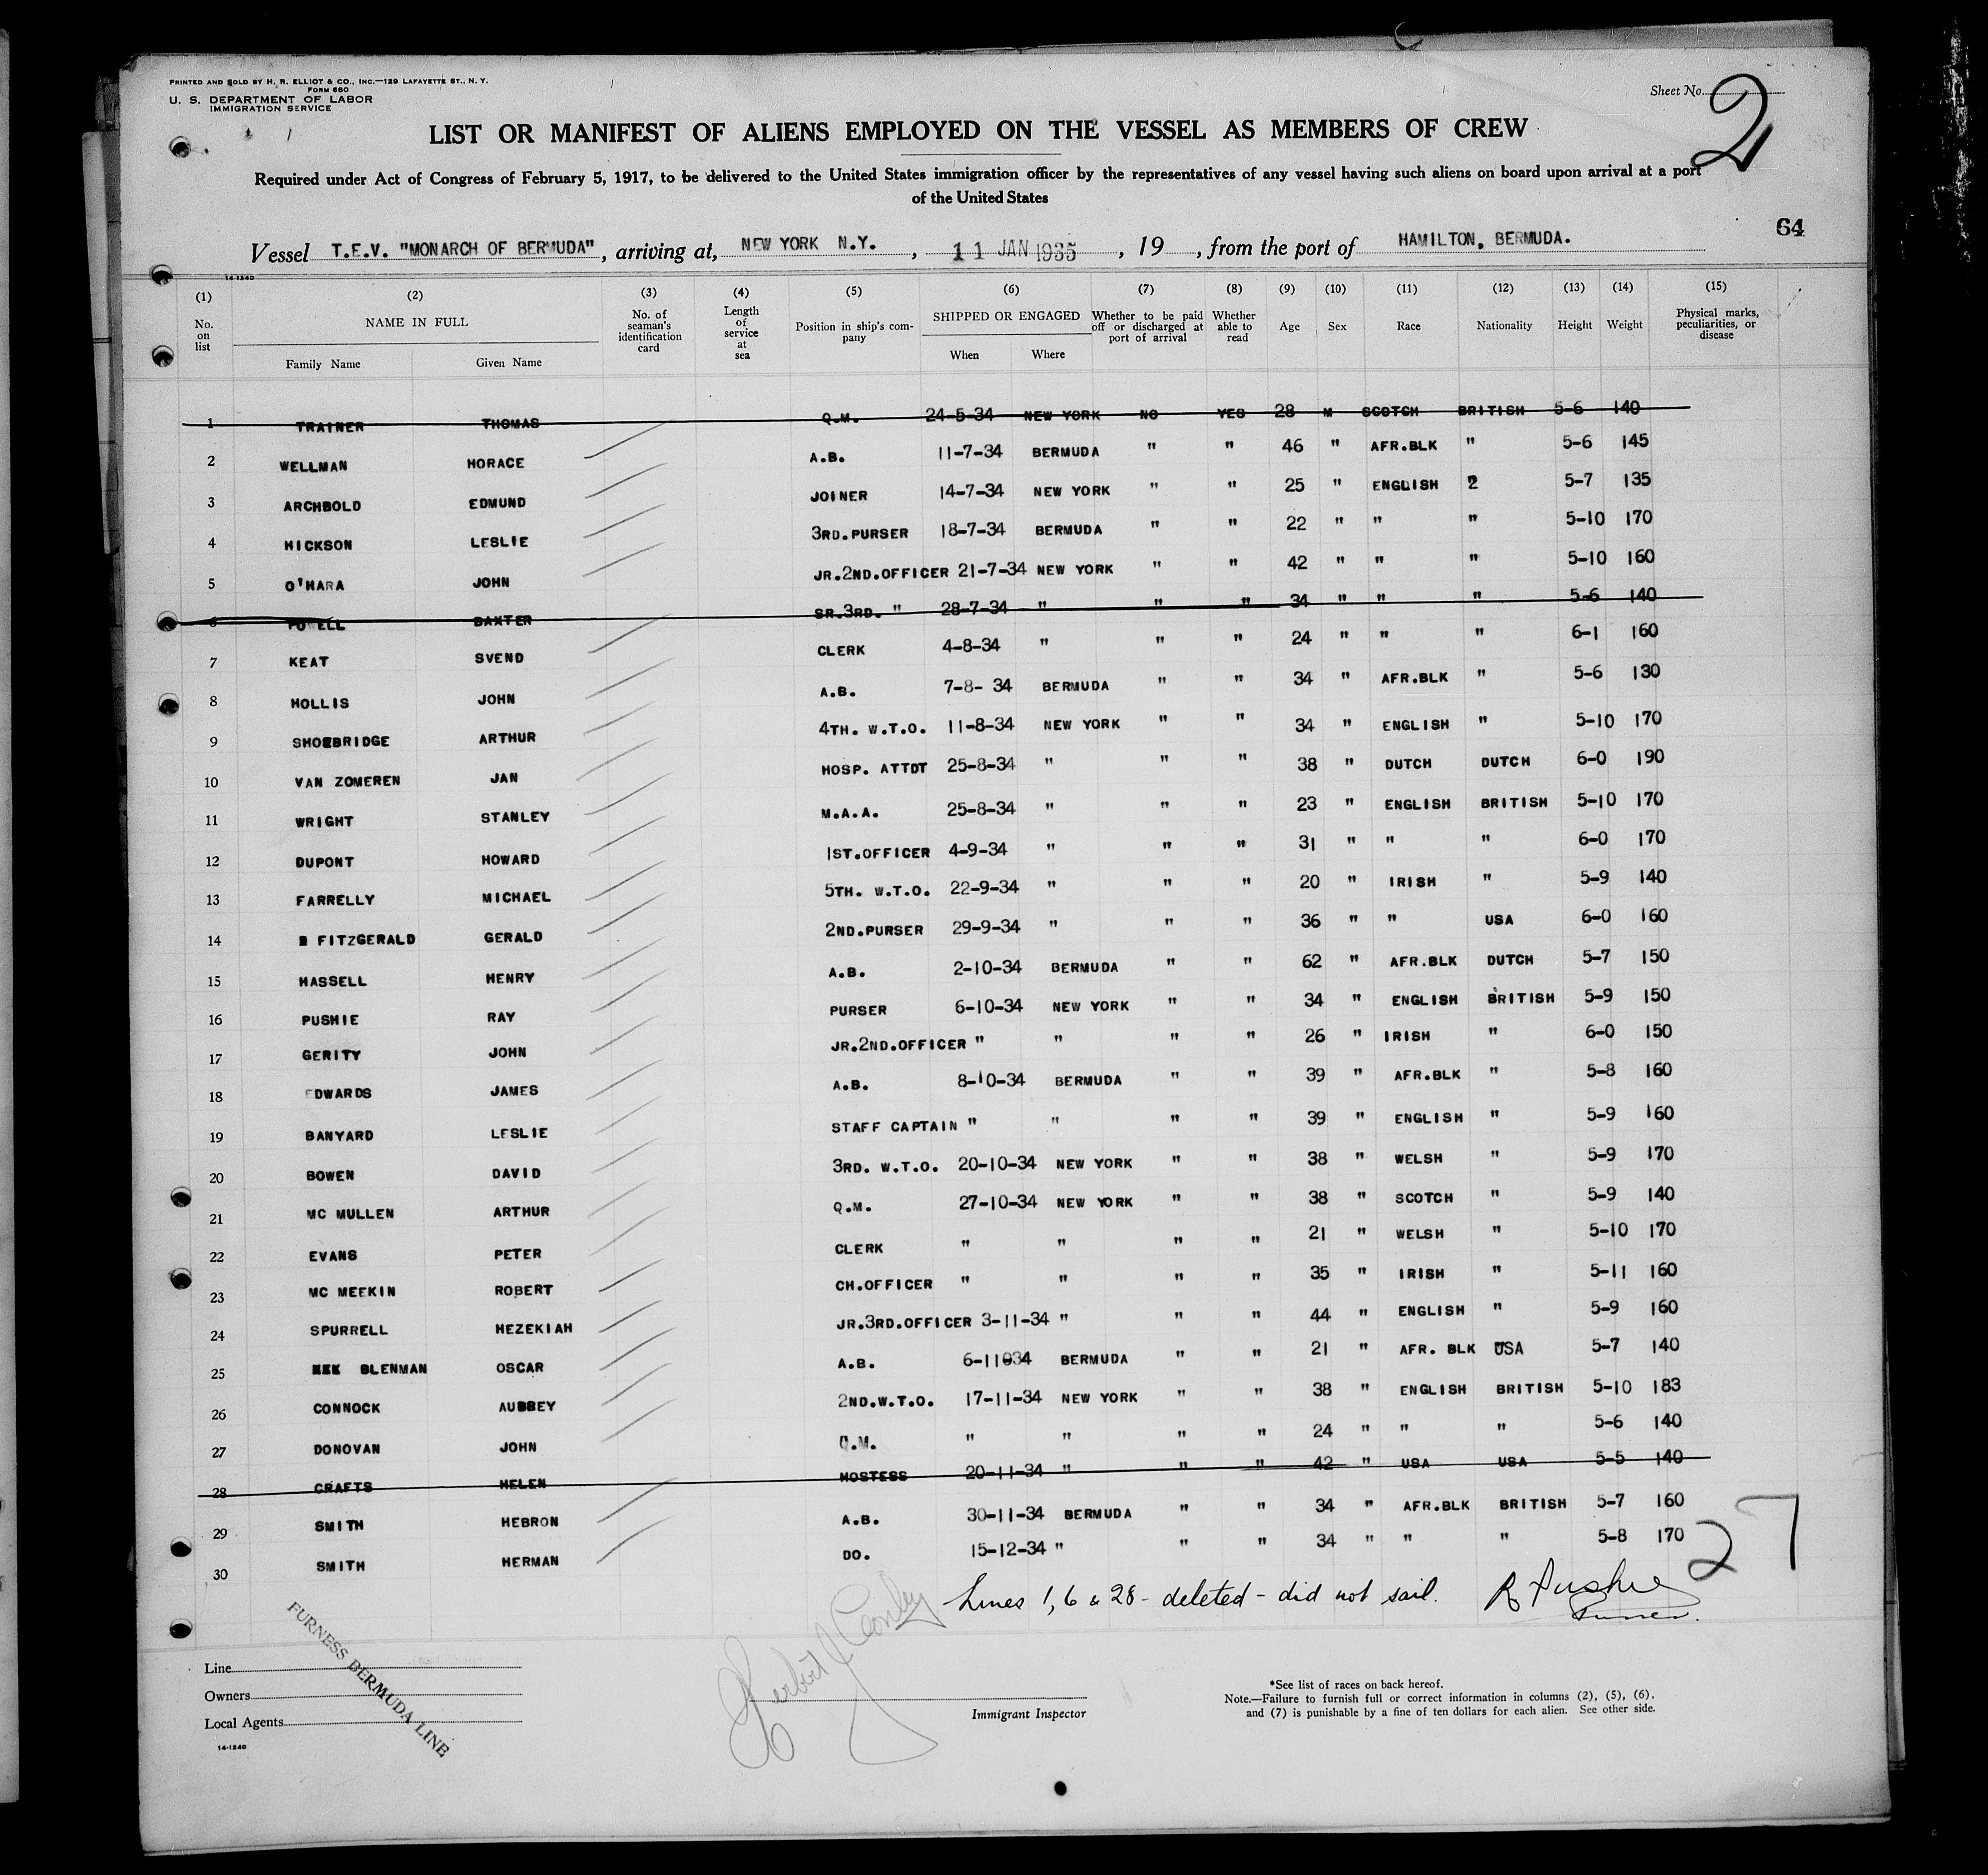 PRINTED AND SOLD BY H. R. ELLIOT & CO., INC.—129 LAFAYETTE ST., N. Y.
FORM 680
U. S. DEPARTMENT OF LABOR
IMMIGRATION SERVICE
Sheet No. 2
LIST OR MANIFEST OF ALIENS EMPLOYED ON THE VESSEL AS MEMBERS OF CREW
Required under Act of Congress of February 5, 1917, to be delivered to the United States immigration officer by the representatives of any vessel having such aliens on board upon arrival at a port
of the United States
64
Vessel T.E.V. "MONARCH OF BERMUDA", arriving at, NEW YORK N.Y., 11 JAN 1935, 19 , from the port of HAMILTON, BERMUDA.
14-1240
(1) (2) (3) (4) (5) (6) (7) (8) (9) (10) (11) (12) (13) (14) (15)
No. on list NAME IN FULL Family Name Given Name No. of seaman's identification card Length of service at sea Position in ship's company SHIPPED OR ENGAGED When Where Whether to be paid off or discharged at port of arrival Whether able to read Age Sex Race Nationality Height Weight Physical marks, peculiarities, or disease
1 TRAINER THOMAS Q.M. 24-5-34 NEW YORK NO YES 28 M SCOTCH BRITISH 5-6 140
2 WELLMAN HORACE A.B. 11-7-34 BERMUDA " " 46 " AFR.BLK " 5-6 145
3 ARCHBOLD EDMUND JOINER 14-7-34 NEW YORK " " 25 " ENGLISH 2 5-7 135
4 HICKSON LESLIE 3RD.PURSER 18-7-34 BERMUDA " " 22 " " " 5-10 170
5 O'HARA JOHN JR.2ND.OFFICER 21-7-34 NEW YORK " " 42 " " " 5-10 160
6 POWELL BAXTER SR.3RD. " 28-7-34 " " " 34 " " " 5-6 140
7 KEAT SVEND CLERK 4-8-34 " " " 24 " " " 6-1 160
8 HOLLIS JOHN A.B. 7-8- 34 BERMUDA " " 34 " AFR.BLK " 5-6 130
9 SHOEBRIDGE ARTHUR 4TH. W.T.O. 11-8-34 NEW YORK " " 34 " ENGLISH " 5-10 170
10 VAN ZOMEREN JAN HOSP. ATTDT 25-8-34 " " " 38 " DUTCH DUTCH 6-0 190
11 WRIGHT STANLEY M.A.A. 25-8-34 " " " 23 " ENGLISH BRITISH 5-10 170
12 DUPONT HOWARD 1ST.OFFICER 4-9-34 " " " 31 " " " 6-0 170
13 FARRELLY MICHAEL 5TH. W.T.O. 22-9-34 " " " 20 " IRISH " 5-9 140
14 FITZGERALD GERALD 2ND.PURSER 29-9-34 " " " 36 " " USA 6-0 160
15 HASSELL HENRY A.B. 2-10-34 BERMUDA " " 62 " AFR.BLK DUTCH 5-7 150
16 PUSHIE RAY PURSER 6-10-34 NEW YORK " " 34 " ENGLISH BRITISH 5-9 150
17 GERITY JOHN JR.2ND.OFFICER " " " " 26 " IRISH " 6-0 150
18 EDWARDS JAMES A.B. 8-10-34 BERMUDA " " 39 " AFR.BLK " 5-8 160
19 BANYARD LESLIE STAFF CAPTAIN " " " " 39 " ENGLISH " 5-9 160
20 BOWEN DAVID 3RD. W.T.O. 20-10-34 NEW YORK " " 38 " WELSH " 5-9 170
21 MC MULLEN ARTHUR Q.M. 27-10-34 NEW YORK " " 38 " SCOTCH " 5-9 140
22 EVANS PETER CLERK " " " " 21 " WELSH " 5-10 170
23 MC MEEKIN ROBERT CH.OFFICER " " " " 35 " IRISH " 5-11 160
24 SPURRELL HEZEKIAH JR.3RD.OFFICER 3-11-34 " " " 44 " ENGLISH " 5-9 160
25 BLENMAN OSCAR A.B. 6-11034 BERMUDA " " 21 " AFR. BLK USA 5-7 140
26 CONNOCK AUBBEY 2ND.W.T.O. 17-11-34 NEW YORK " " 38 " ENGLISH BRITISH 5-10 183
27 DONOVAN JOHN Q.M. " " " " 24 " " " 5-6 140
28 CRAFTS HELEN HOSTESS 20-11-34 " " " 42 " USA USA 5-5 140
29 SMITH HEBRON A.B. 30-11-34 BERMUDA " " 34 " AFR.BLK BRITISH 5-7 160
30 SMITH HERMAN DO. 15-12-34 " " " 34 " " " 5-8 170
27
Lines 1, 6 & 28 - deleted - did not sail. R Pushie
Purser.
FURNESS BERMUDA LINE
Line
Owners
Local Agents
14-1240
Immigrant Inspector
*See list of races on back hereof.
Note.—Failure to furnish full or correct information in columns (2), (5), (6),
and (7) is punishable by a fine of ten dollars for each alien. See other side.